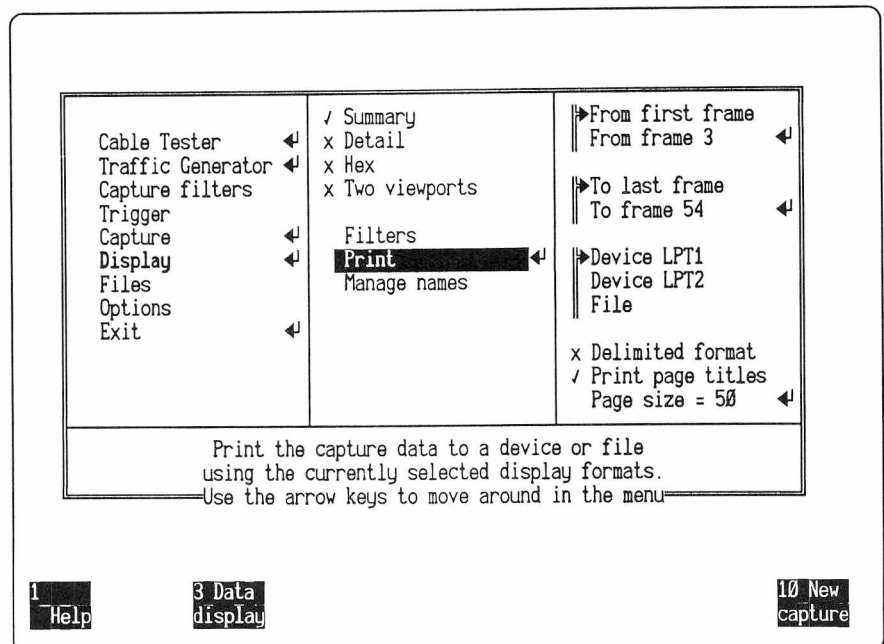 Cable Tester ↵
Traffic Generator ↵
Capture filters
Trigger
Capture ↵
Display ↵
Files
Options
Exit ↵
√ Summary
x Detail
x Hex
x Two viewports
Filters
Print ↵
Manage names
From first frame
From frame 3 ↵
To last frame
To frame 54 ↵
Device LPT1
Device LPT2
File
x Delimited format
√ Print page titles
Page size = 50 ↵
Print the capture data to a device or file
using the currently selected display formats.
Use the arrow keys to move around in the menu
1
Help
3 Data
display
10 New
capture